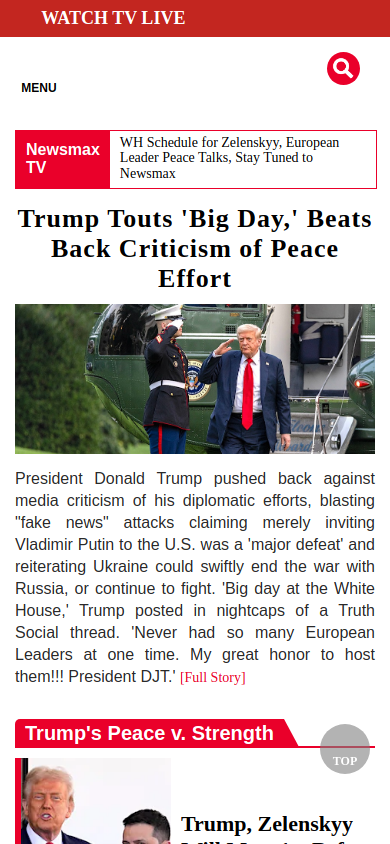 WATCH TV LIVE
MENU
Newsmax
TV
WH Schedule for Zelenskyy, European
Leader Peace Talks, Stay Tuned to
Newsmax
Trump Touts 'Big Day,' Beats
Back Criticism of Peace
Effort
President Donald Trump pushed back against
media criticism of his diplomatic efforts, blasting
"fake news" attacks claiming merely inviting
Vladimir Putin to the U.S. was a 'major defeat' and
reiterating Ukraine could swiftly end the war with
Russia, or continue to fight. 'Big day at the White
House,' Trump posted in nightcaps of a Truth
Social thread. 'Never had so many European
Leaders at one time. My great honor to host
them!!! President DJT.' [Full Story]
Trump's Peace v. Strength
TOP
Trump, Zelenskyy